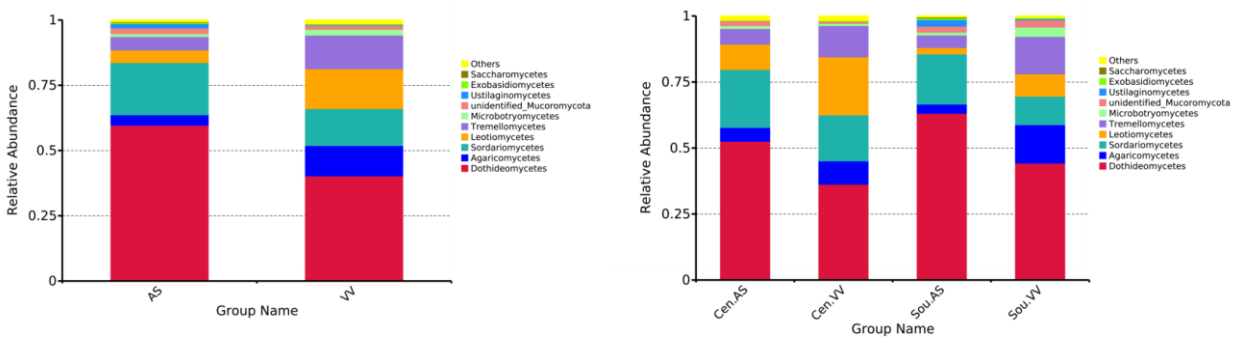 1
0.75
0.5
0.25
0
Relative Abundance
AS
VV
Group Name
Others
Saccharomycetes
Exobasidiomycetes
Ustilaginomycetes
unidentified_Mucoromycota
Microbotryomycetes
Tremellomycetes
Leotiomycetes
Sordariomycetes
Agaricomycetes
Dothideomycetes
1
0.75
0.5
0.25
0
Relative Abundance
Cen.AS
Cen.VV
Sou.AS
Sou.VV
Group Name
Others
Saccharomycetes
Exobasidiomycetes
Ustilaginomycetes
unidentified_Mucoromycota
Microbotryomycetes
Tremellomycetes
Leotiomycetes
Sordariomycetes
Agaricomycetes
Dothideomycetes